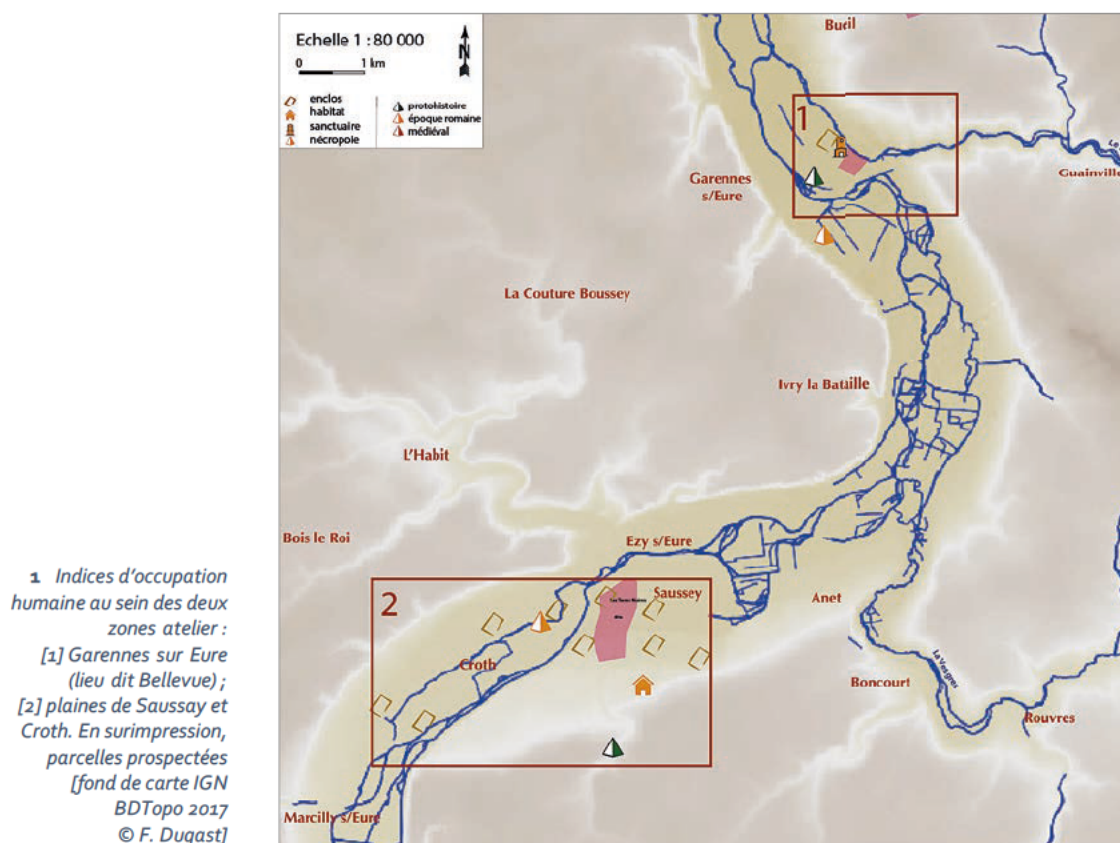 Echelle 1 : 80 000
N
0 1 km
enclos
habitat
sanctuaire
nécropole
protohistoire
époque romaine
médiéval
Bueil
1
Guainville
Garennes
s/Eure
La Couture Boussey
Ivry la Bataille
L'Habit
Bois le Roi
Ezy s/Eure
2
Saussey
Anet
Croth
La Vesgre
Boncourt
Rouvres
Marcilly s/Eure
1 Indices d'occupation
humaine au sein des deux
zones atelier :
[1] Garennes sur Eure
(lieu dit Bellevue) ;
[2] plaines de Saussay et
Croth. En surimpression,
parcelles prospectées
[fond de carte IGN
BDTopo 2017
© F. Dugast]